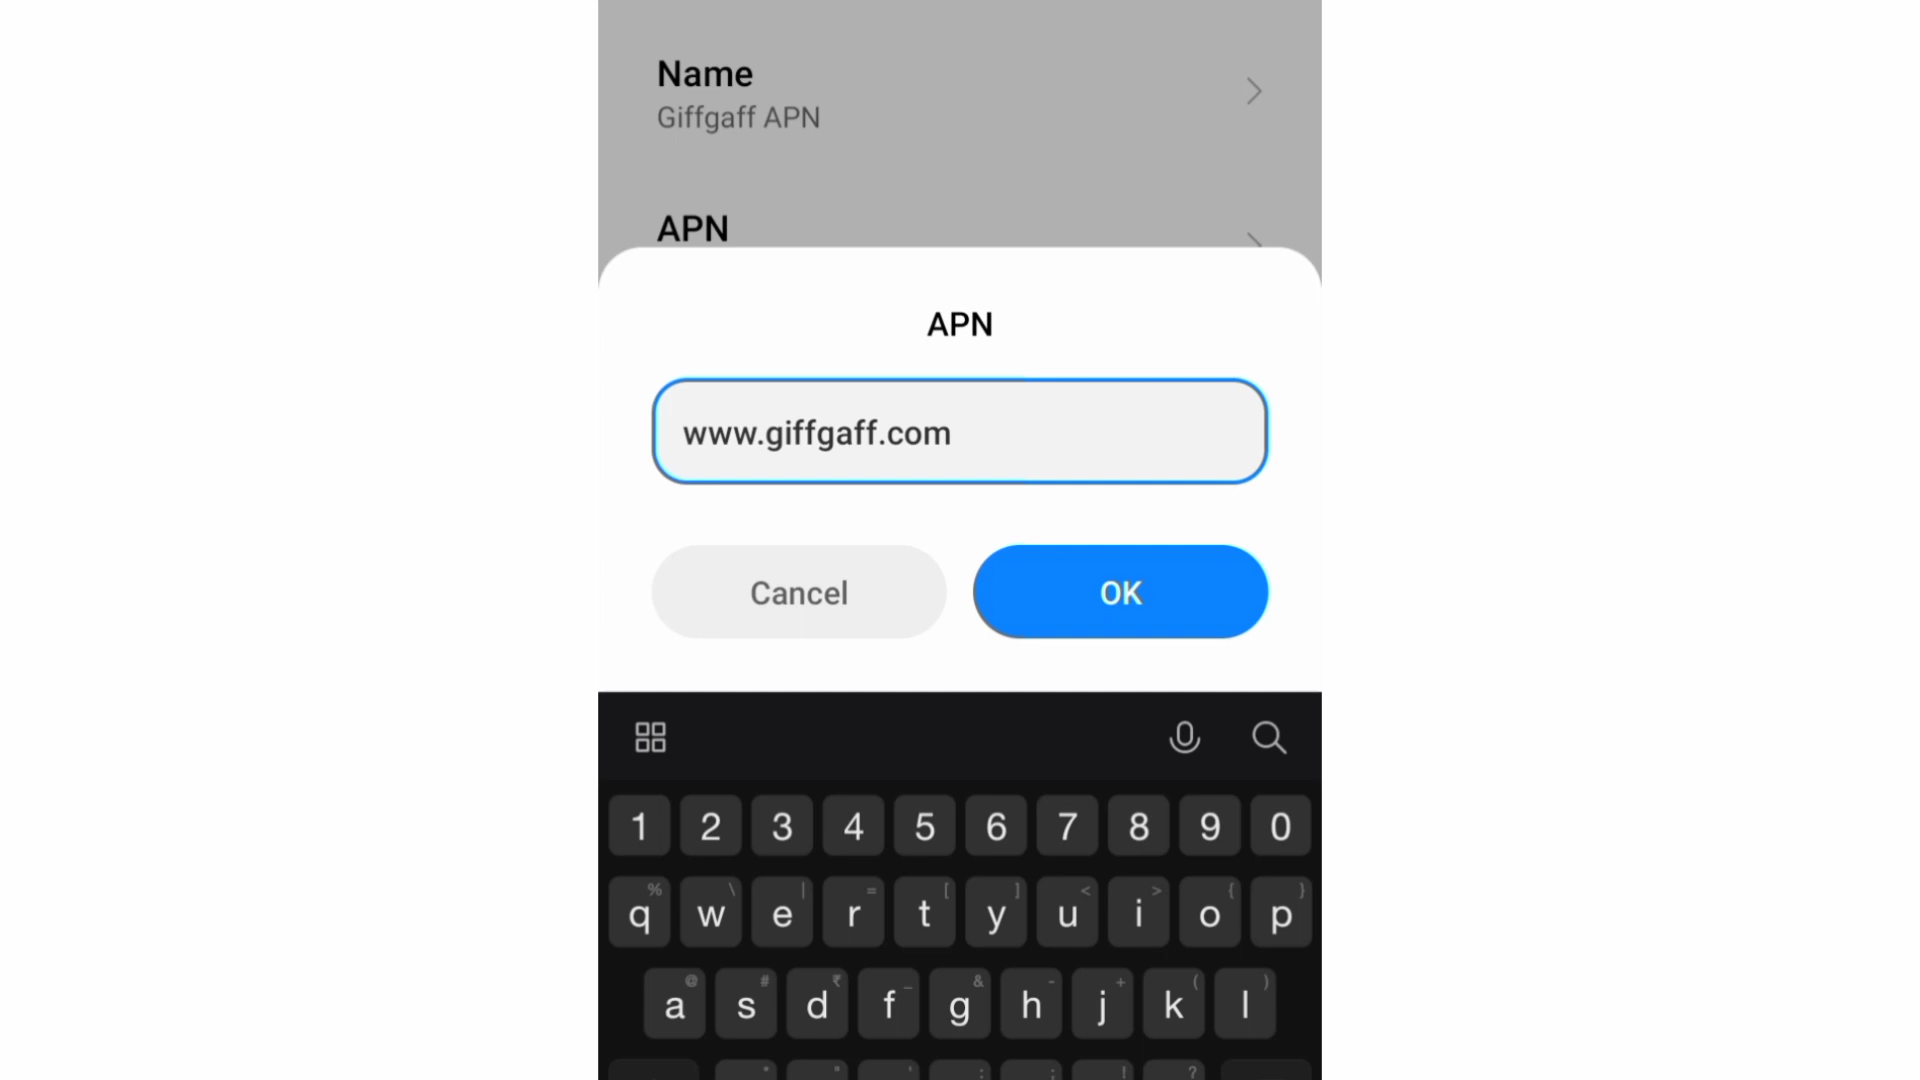 Name
Giffgaff APN
APN
APN
www.giffgaff.com
Cancel OK
1 2 3 4 5 6 7 8 9 0
% \ | = [ ] < > { }
q w e r t y u i o p
@ # ₹ _ & - + ( )
a s d f g h j k l
* " ' : ; ! ?